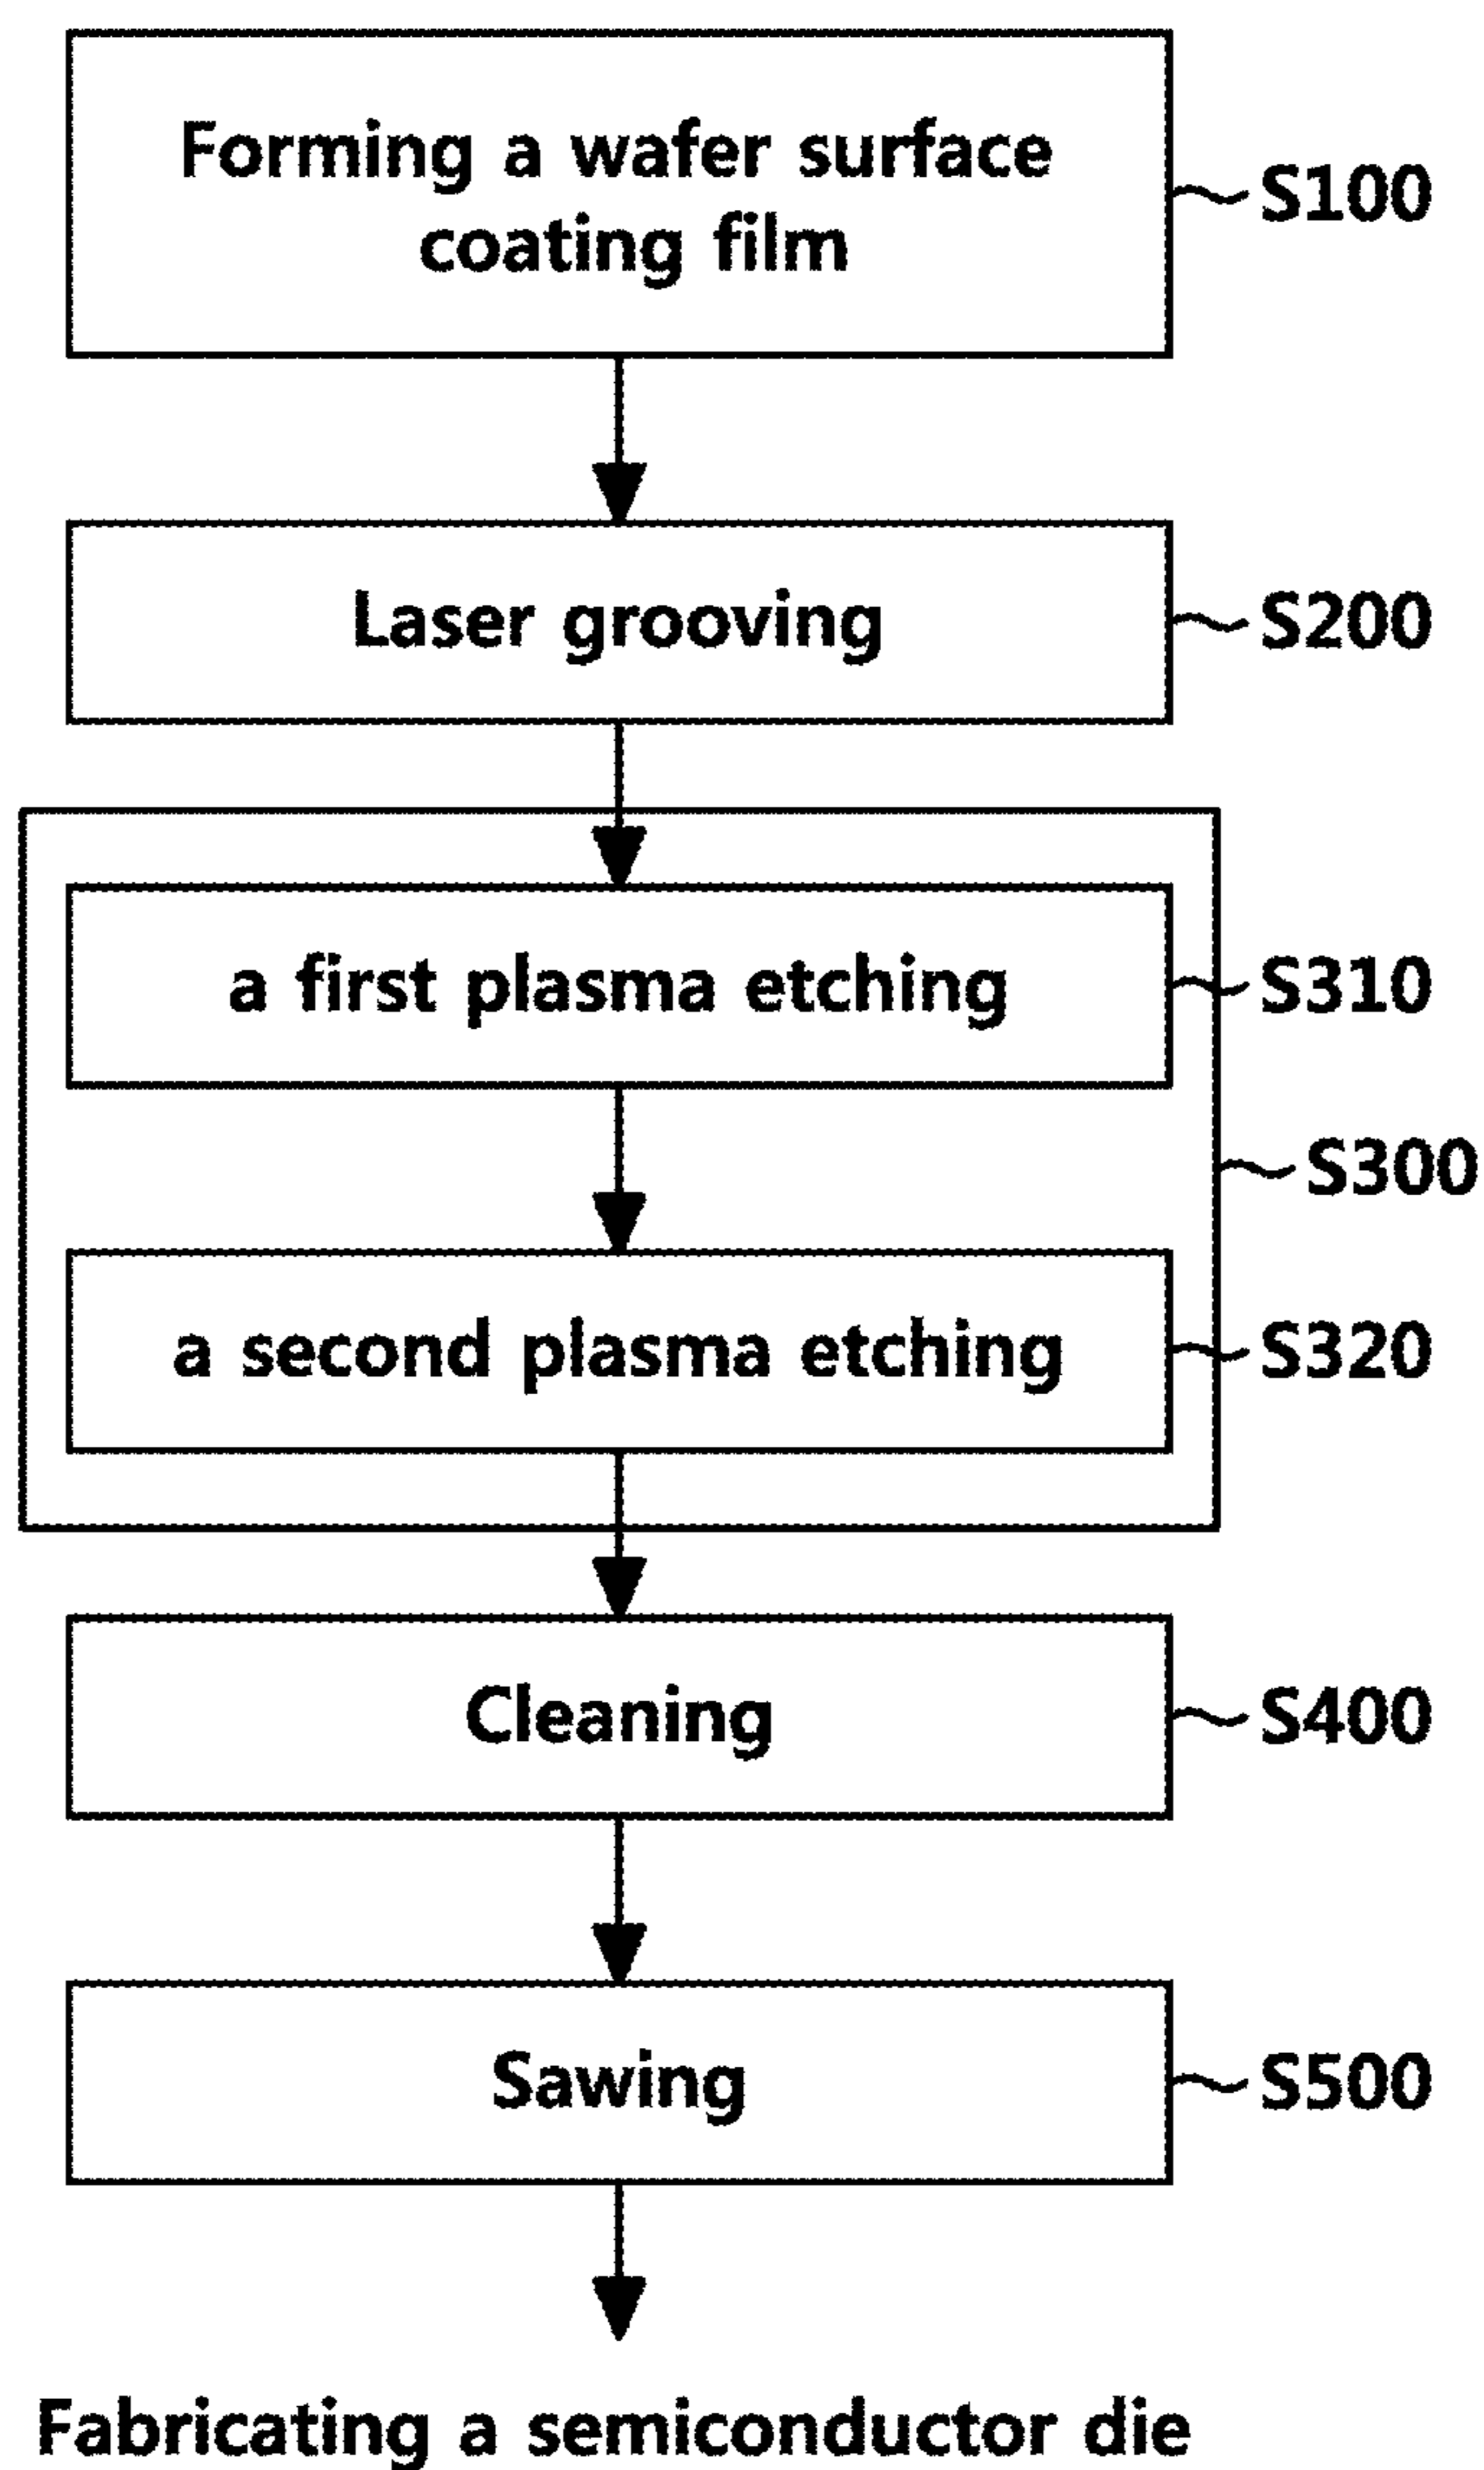 Forming a wafer surface
coating film
S100
Laser grooving
S200
a first plasma etching
S310
S300
a second plasma etching
S320
Cleaning
S400
Sawing
S500
Fabricating a semiconductor die